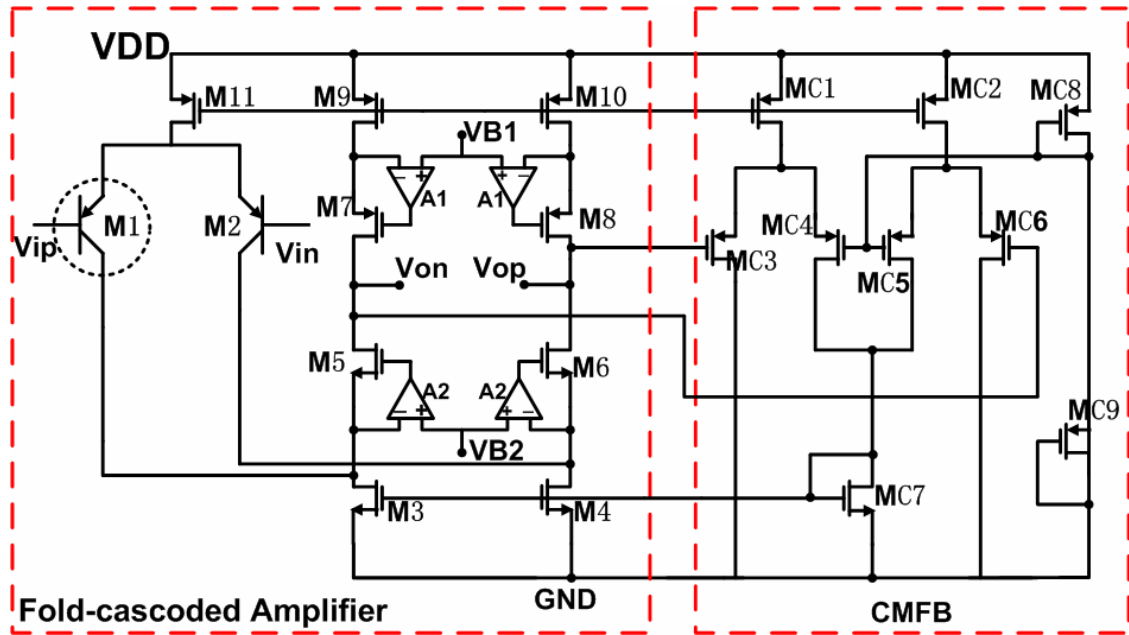 VDD
M11
M9
M10
MC1
MC2
MC8
VB1
A1
A1
M7
M8
Vip
M1
M2
Vin
MC3
MC4
MC5
MC6
Von
Vop
M5
M6
A2
A2
VB2
MC9
M3
M4
MC7
GND
Fold-cascoded Amplifier
CMFB
- +
+ -
- +
+ -